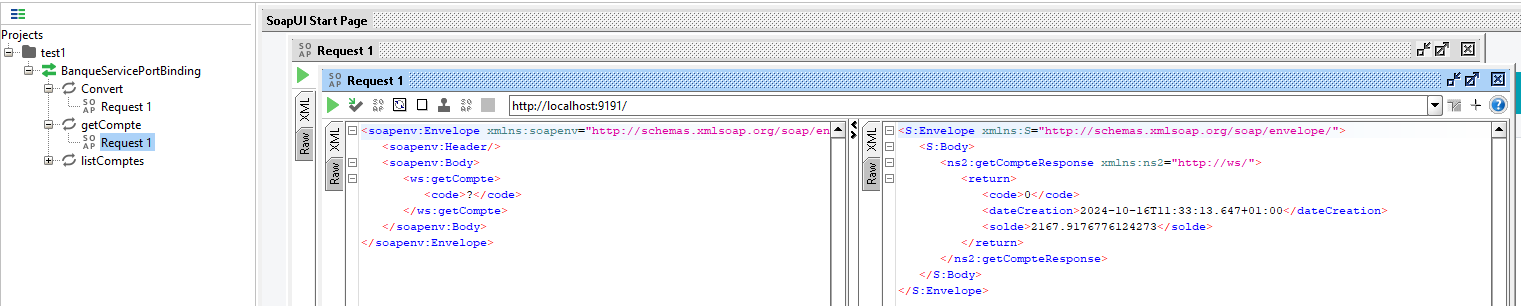 Projects
test1
BanqueServicePortBinding
Convert
SO AP Request 1
getCompte
SO AP Request 1
listComptes
SoapUI Start Page
SO AP Request 1
XML
Raw
SO AP Request 1
http://localhost:9191/
XML
Raw
<soapenv:Envelope xmlns:soapenv="http://schemas.xmlsoap.org/soap/en
<soapenv:Header/>
<soapenv:Body>
<ws:getCompte>
<code>?</code>
</ws:getCompte>
</soapenv:Body>
</soapenv:Envelope>
XML
Raw
<S:Envelope xmlns:S="http://schemas.xmlsoap.org/soap/envelope/">
<S:Body>
<ns2:getCompteResponse xmlns:ns2="http://ws/">
<return>
<code>0</code>
<dateCreation>2024-10-16T11:33:13.647+01:00</dateCreation>
<solde>2167.9176776124273</solde>
</return>
</ns2:getCompteResponse>
</S:Body>
</S:Envelope>